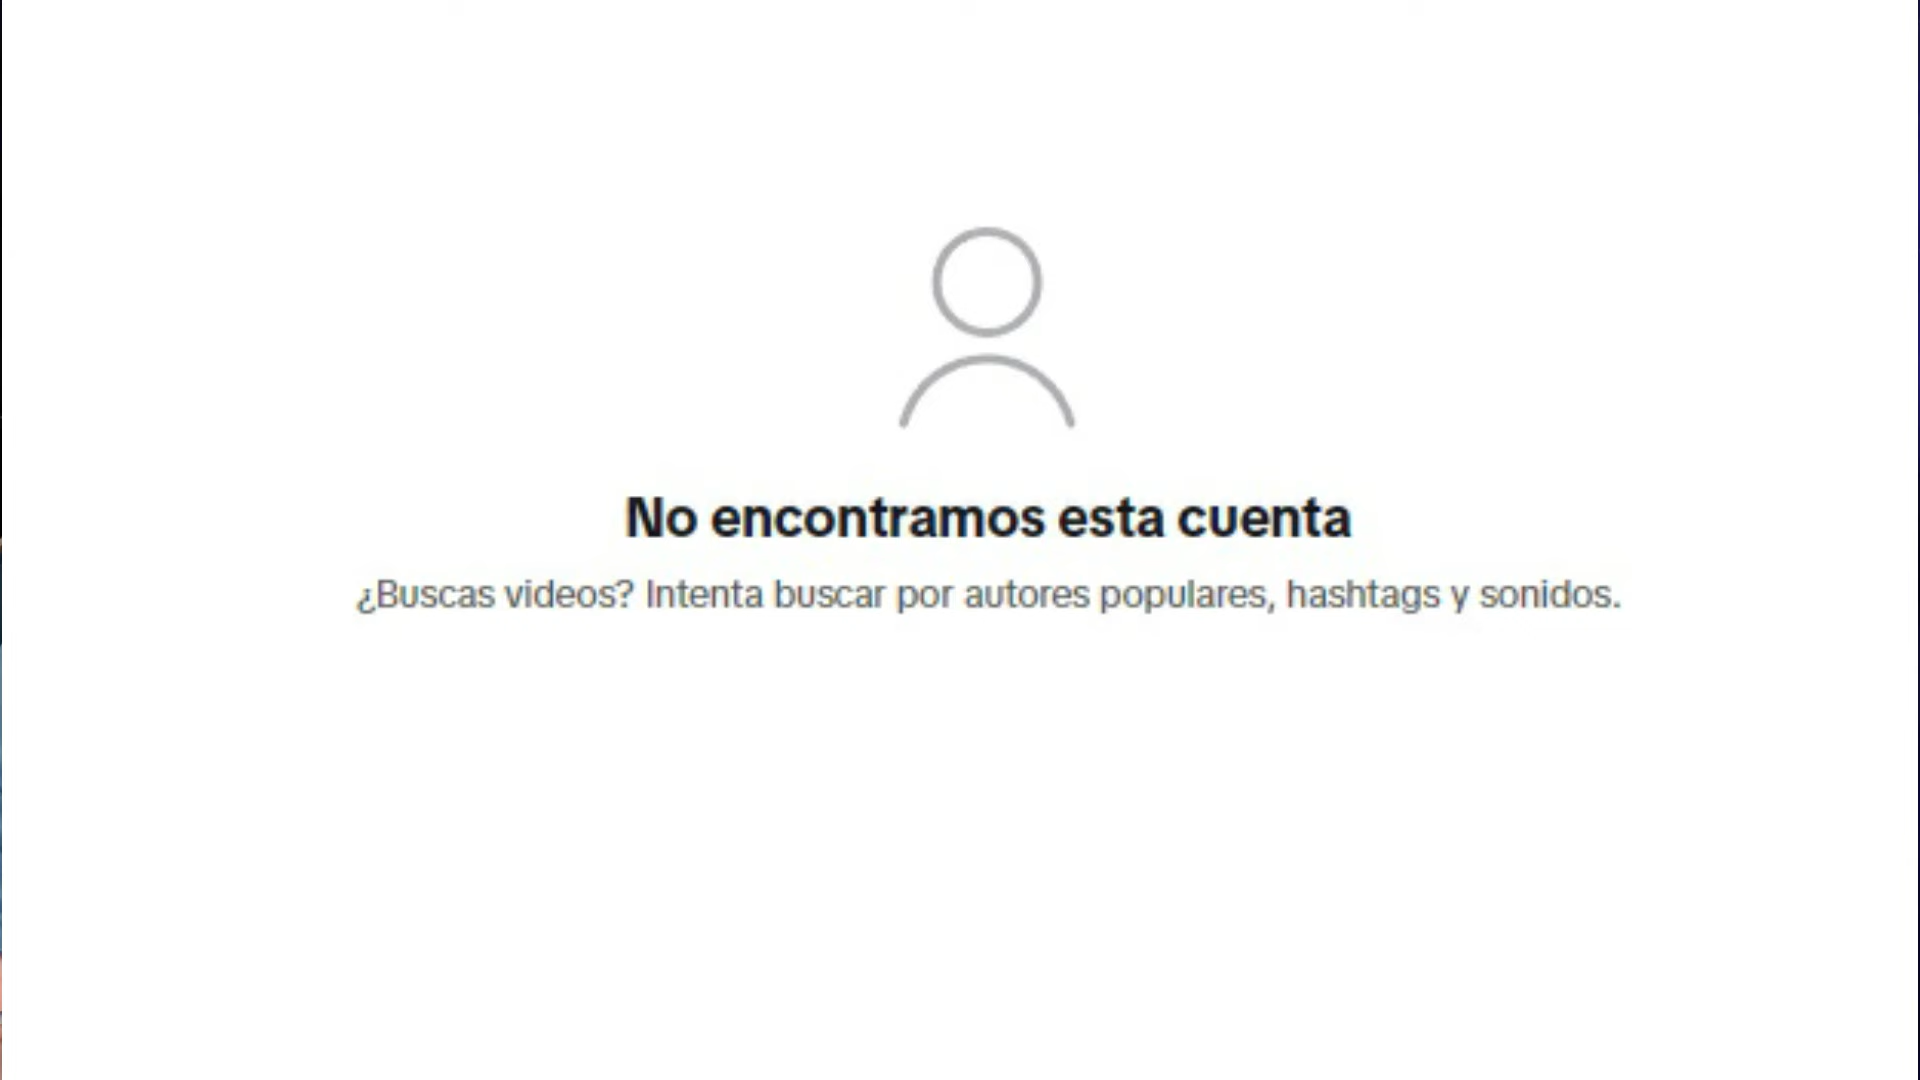 No encontramos esta cuenta
¿Buscas videos? Intenta buscar por autores populares, hashtags y sonidos.